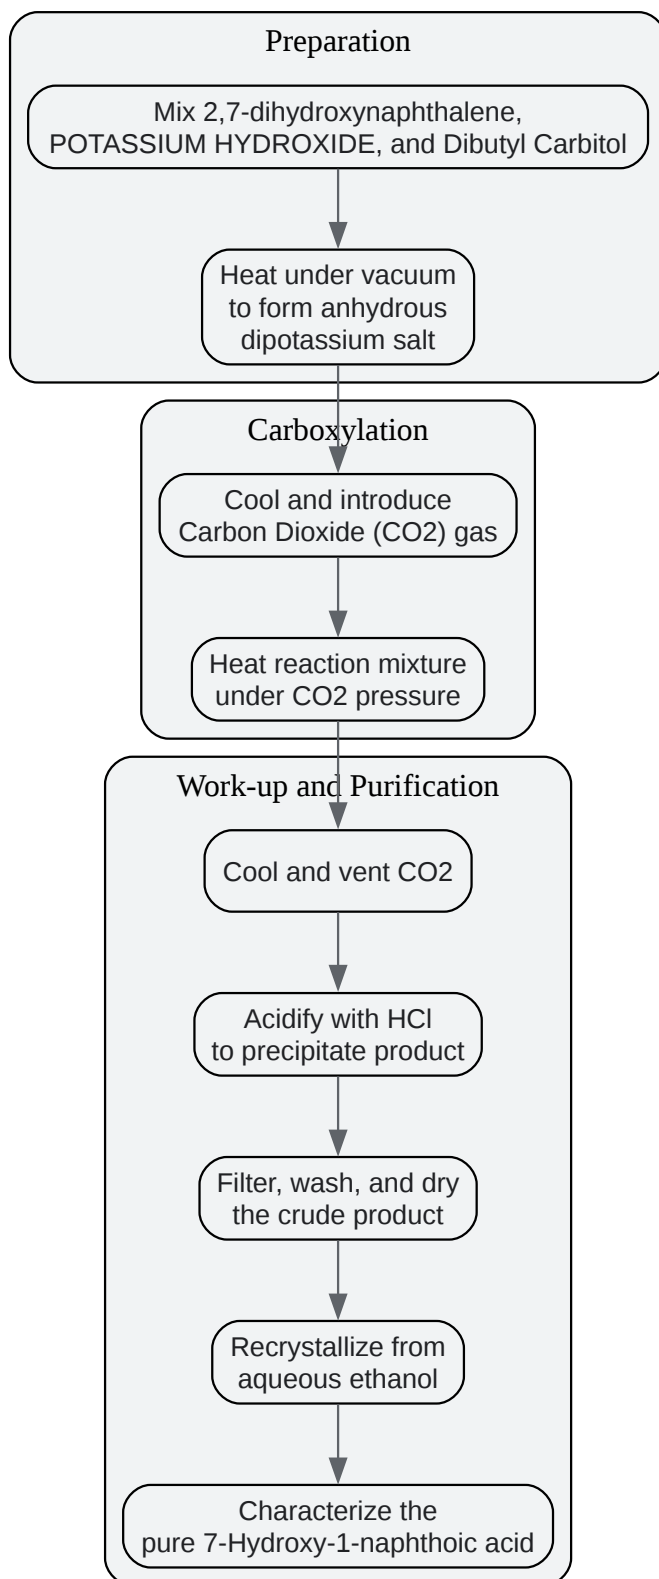 Preparation
Mix 2,7-dihydroxynaphthalene,
POTASSIUM HYDROXIDE, and Dibutyl Carbitol
Heat under vacuum
to form anhydrous
dipotassium salt
Carboxylation
Cool and introduce
Carbon Dioxide (CO2) gas
Heat reaction mixture
under CO2 pressure
Work-up and Purification
Cool and vent CO2
Acidify with HCl
to precipitate product
Filter, wash, and dry
the crude product
Recrystallize from
aqueous ethanol
Characterize the
pure 7-Hydroxy-1-naphthoic acid